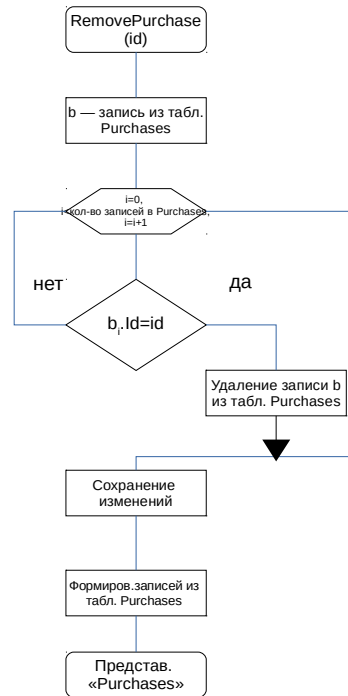 RemovePurchase
(id)
b — запись из табл.
Purchases
i=0,
i<кол-во записей в Purchases,
i=i+1
нет
да
bᵢ.Id=id
Удаление записи b
из табл. Purchases
Сохранение
изменений
Формиров.записей из
табл. Purchases
Представ.
«Purchases»